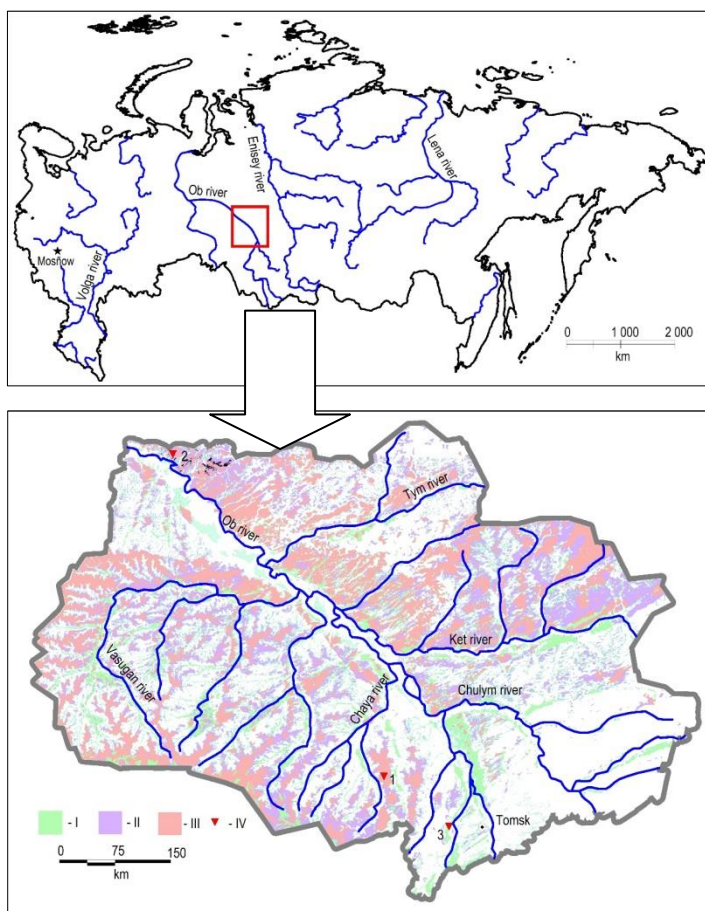 Enisey river
Lena river
Ob river
Mosňow
Volga river
0 1 000 2 000
km
2
Tym river
Ob river
Ket river
Vasugan river
Chaya river
Chulym river
1
- I - II - III - IV
3 Tomsk
0 75 150
km